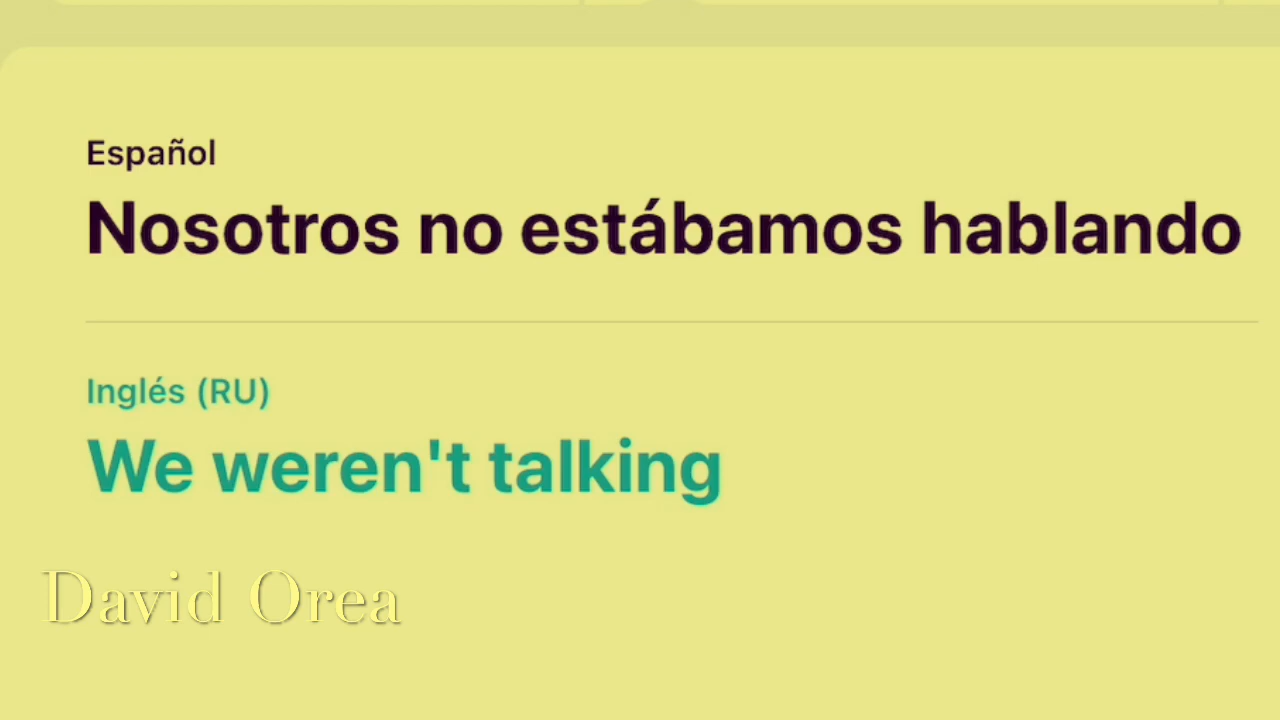 Español
Nosotros no estábamos hablando
Inglés (RU)
We weren't talking
David Orea